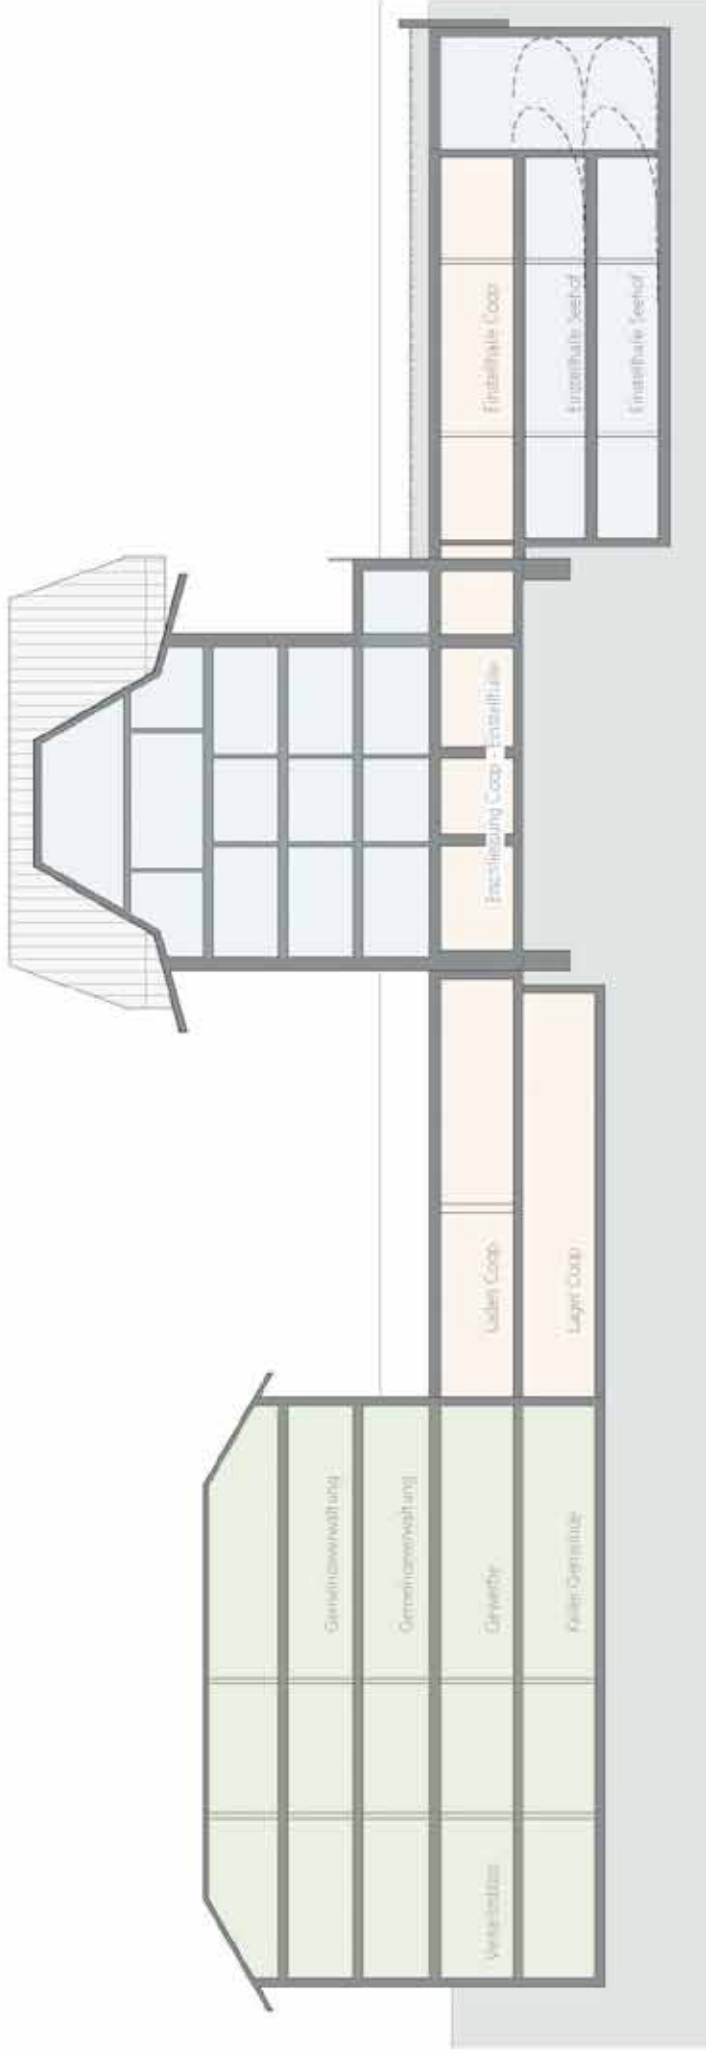 Gemeindeverwaltung
Gemeindeverwaltung
Gewerbe
Keller Gemeinde
Laden Coop
Lager Coop
Erschliessung Coop - Einstellhalle
Einstellhalle Coop
Einstellhalle Seehof
Einstellhalle Seehof